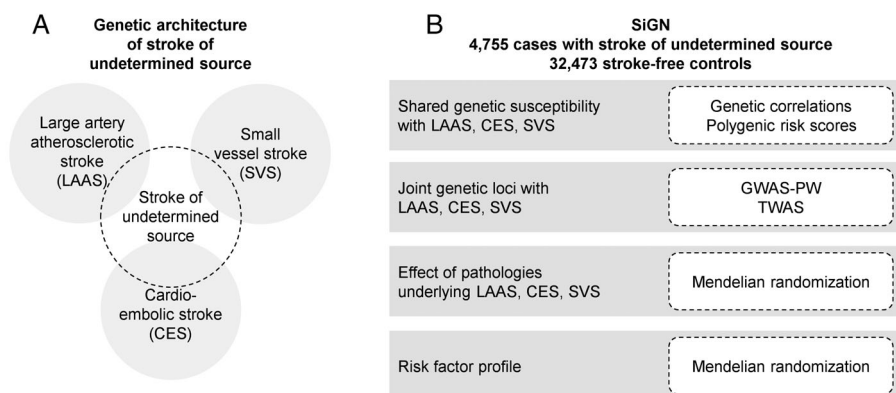 A
Genetic architecture
of stroke of
undetermined source
Large artery
atherosclerotic
stroke
(LAAS)
Small
vessel stroke
(SVS)
Stroke of
undetermined
source
Cardio-
embolic stroke
(CES)
B
SiGN
4,755 cases with stroke of undetermined source
32,473 stroke-free controls
Shared genetic susceptibility
with LAAS, CES, SVS
Genetic correlations
Polygenic risk scores
Joint genetic loci with
LAAS, CES, SVS
GWAS-PW
TWAS
Effect of pathologies
underlying LAAS, CES, SVS
Mendelian randomization
Risk factor profile
Mendelian randomization